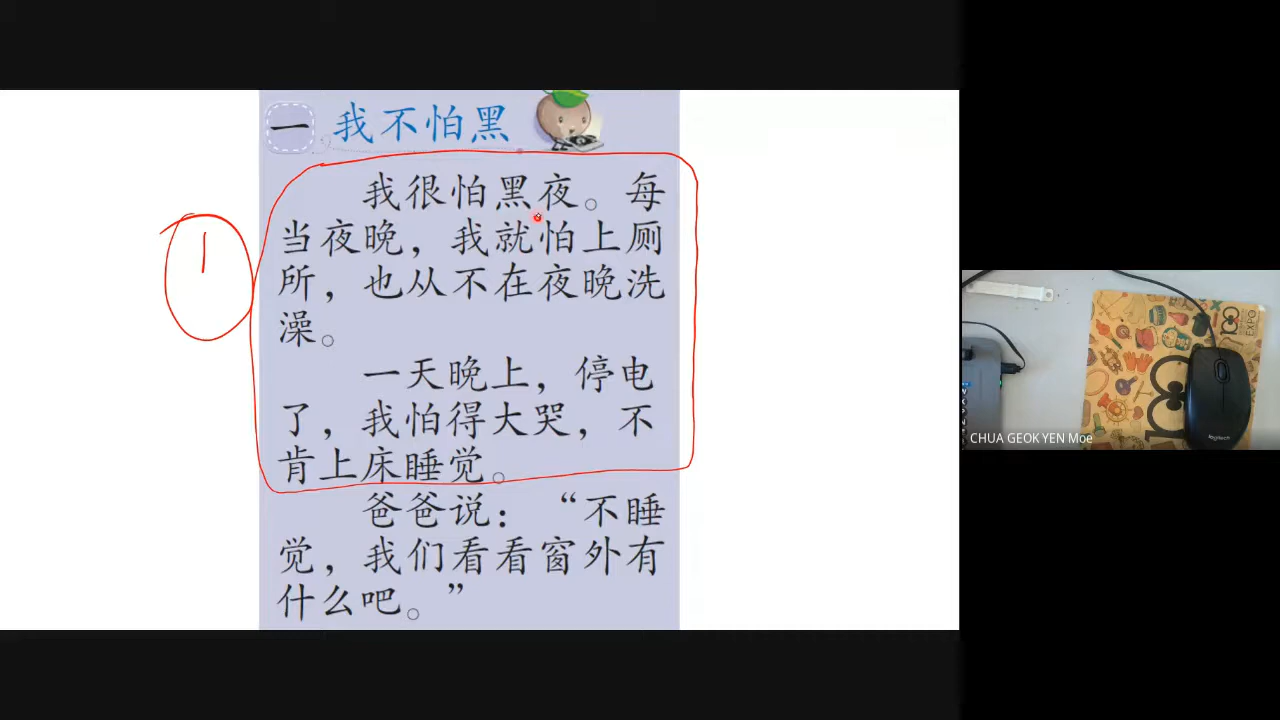 一 我不怕黑
我很怕黑夜。每
当夜晚，我就怕上厕
所，也从不在夜晚洗
澡。
一天晚上，停电
了，我怕得大哭，不
肯上床睡觉。
爸爸说：“不睡
觉，我们看看窗外有
什么吧。”
1
CHUA GEOK YEN Moe
EXPO
logitech